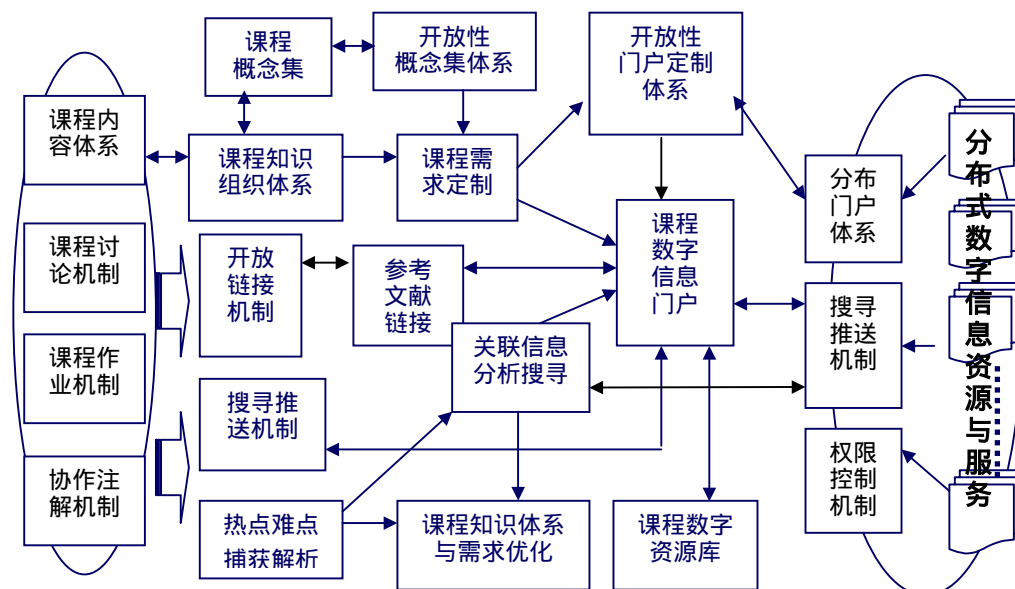 课程
概念集
开放性
概念集体系
开放性
门户定制
体系
课程内
容体系
课程知识
组织体系
课程需
求定制
分布
门户
体系
课程
数字
信息
门户
课程讨
论机制
开放
链接
机制
参考
文献
链接
搜寻
推送
机制
关联信息
分析搜寻
课程作
业机制
搜寻推
送机制
权限
控制
机制
协作注
解机制
热点难点
捕获解析
课程知识体系
与需求优化
课程数字
资源库
分布式数字信息资源与服务